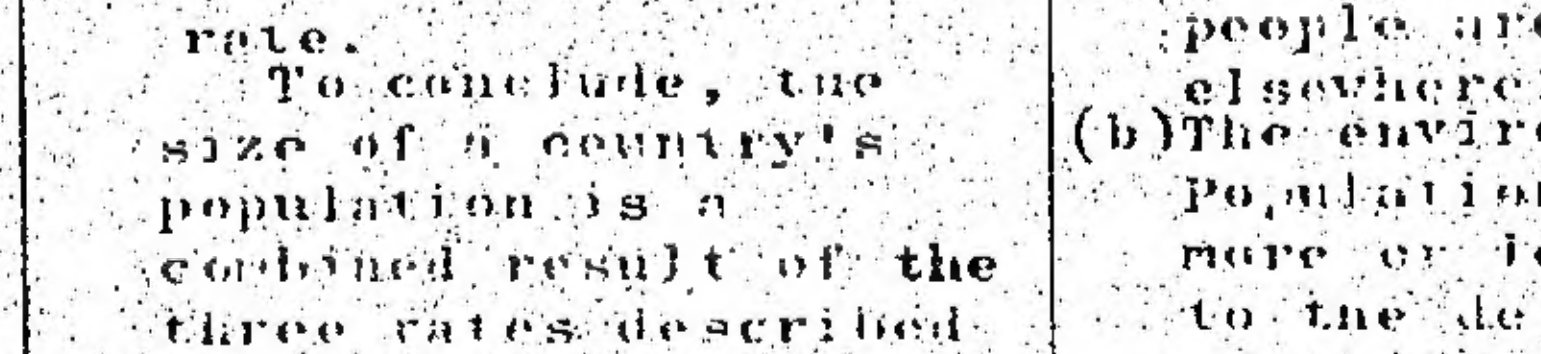 rate.
To conclude, the
size of a country's
population is a
combined result of the
three rates described
people are
elsewhere
(b)The enviro
Population
more or le
to the de